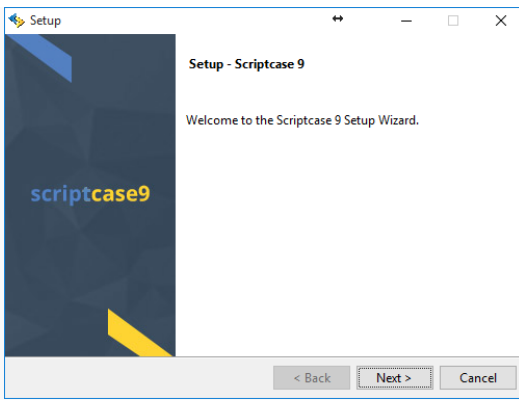 Setup
Setup - Scriptcase 9
Welcome to the Scriptcase 9 Setup Wizard.
scriptcase9
< Back Next > Cancel